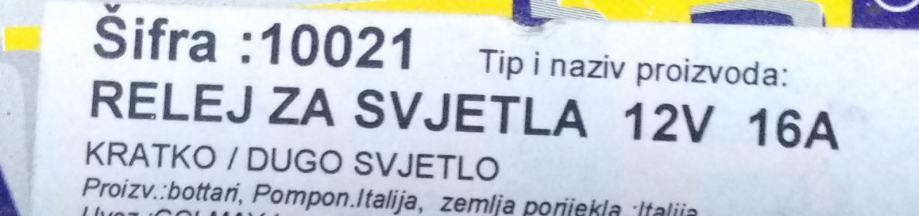 Šifra :10021 Tip i naziv proizvoda:
RELEJ ZA SVJETLA 12V 16A
KRATKO / DUGO SVJETLO
Proizv.:bottari, Pompon.Italija, zemlja porijekla :Italija